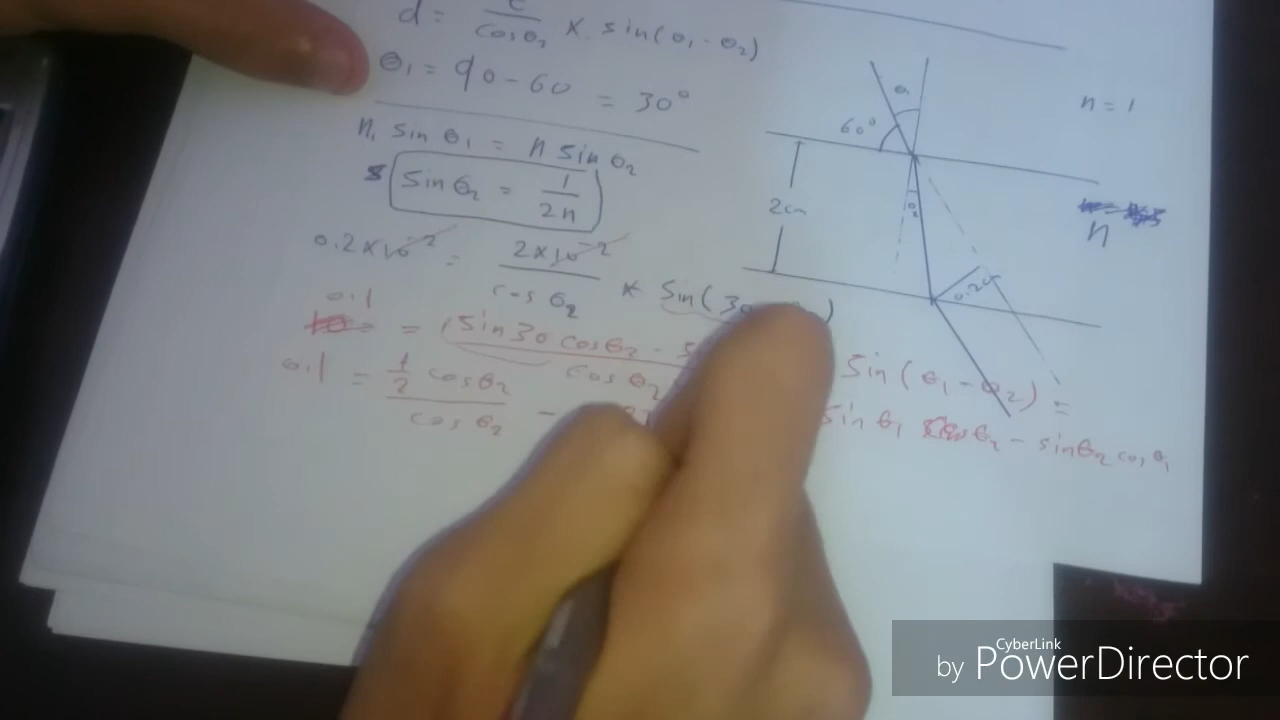 d = t/cosθ₂ × sin(θ₁ - θ₂)
θ₁ = 90 - 60 = 30°
n₁ sin θ₁ = n sin θ₂
sin θ₂ = 1/2n
0.2 × 10⁻² = 2 × 10⁻²/cos θ₂ × sin(30
0.1 = sin 30 cos θ₂ -
cos θ₂
0.1 = ½ cos θ₂/cos θ₂ -
θ₁
60°
n = 1
2cm
θ₂
n
0.2c
sin(θ₁ - θ₂) =
sin θ₁ cos θ₂ - sin θ₂ cos θ₁
CyberLink
by PowerDirector